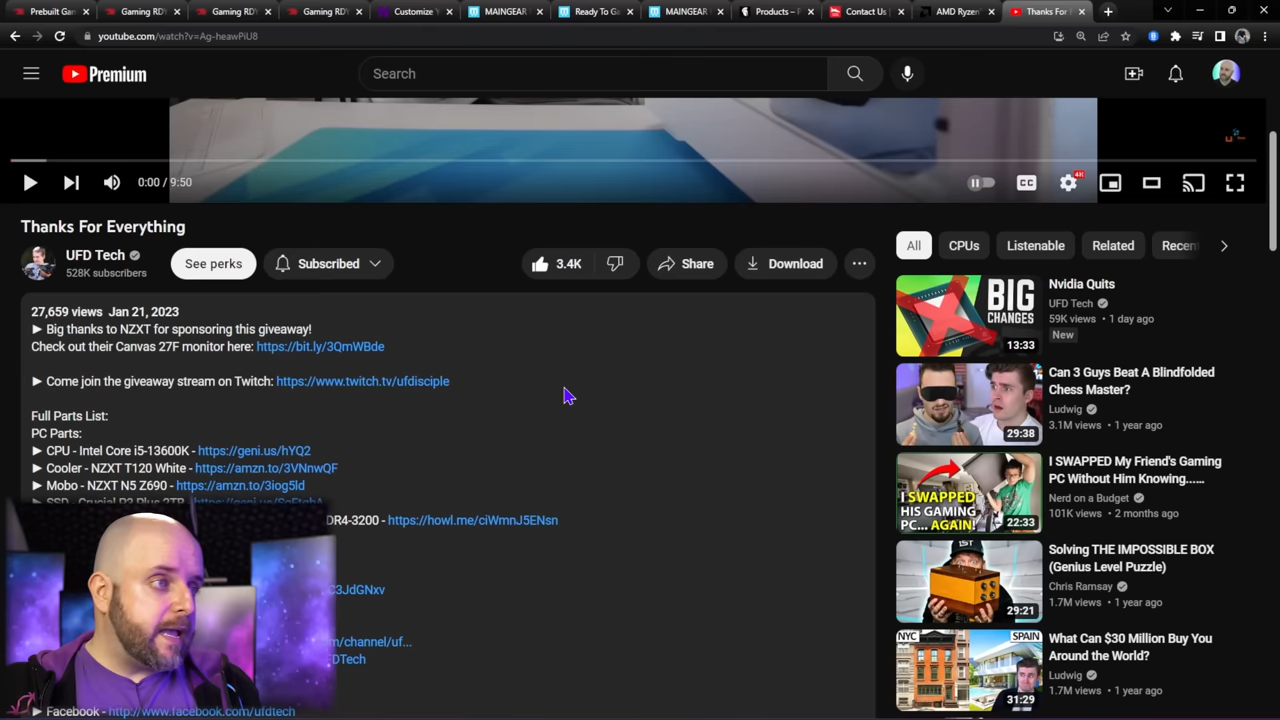 Prebuilt Gan
Gaming RDY
Gaming RDY
Gaming RDY
Customize Y
MAINGEAR
Ready To Ga
MAINGEAR
Products – F
Contact Us
AMD Ryzen
Thanks For
youtube.com/watch?v=Ag-heawPiU8
Premium
Search
0:00 / 9:50
CC
4K
Thanks For Everything
UFD Tech
528K subscribers
See perks
Subscribed
3.4K
Share
Download
27,659 views Jan 21, 2023
► Big thanks to NZXT for sponsoring this giveaway!
Check out their Canvas 27F monitor here: https://bit.ly/3QmWBde
► Come join the giveaway stream on Twitch: https://www.twitch.tv/ufdisciple
Full Parts List:
PC Parts:
► CPU - Intel Core i5-13600K - https://geni.us/hYQ2
► Cooler - NZXT T120 White - https://amzn.to/3VNnwQF
► Mobo - NZXT N5 Z690 - https://amzn.to/3iog5ld
DR4-3200 - https://howl.me/ciWmnJ5ENsn
C3JdGNxv
m/channel/uf...
DTech
► Facebook - http://www.facebook.com/ufdtech
All
CPUs
Listenable
Related
Recen
BIG
CHANGES
13:33
Nvidia Quits
UFD Tech
59K views • 1 day ago
New
29:38
Can 3 Guys Beat A Blindfolded
Chess Master?
Ludwig
3.1M views • 1 year ago
I SWAPPED
HIS GAMING
PC... AGAIN!
22:33
I SWAPPED My Friend's Gaming
PC Without Him Knowing......
Nerd on a Budget
101K views • 2 months ago
29:21
Solving THE IMPOSSIBLE BOX
(Genius Level Puzzle)
Chris Ramsay
1.7M views • 1 year ago
NYC
SPAIN
31:29
What Can $30 Million Buy You
Around the World?
Ludwig
1.7M views • 1 year ago